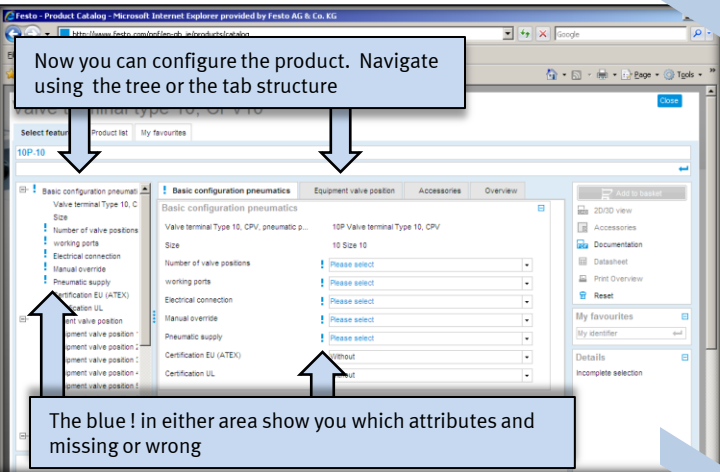 Festo - Product Catalog - Microsoft Internet Explorer provided by Festo AG & Co. KG
Google
Now you can configure the product. Navigate
using the tree or the tab structure
Page
Tools
Close
Product list
My favourites
10P-10
Basic configuration pneumati
Valve terminal Type 10, C
Size
! Number of valve positions
! working ports
! Electrical connection
! Manual override
! Pneumatic supply
! Basic configuration pneumatics
Equipment valve position
Accessories
Overview
Basic configuration pneumatics
Valve terminal Type 10, CPV, pneumatic p...
10P Valve terminal Type 10, CPV
Size
10 Size 10
Number of valve positions
! Please select
working ports
! Please select
Electrical connection
! Please select
Manual override
! Please select
Pneumatic supply
! Please select
Certification EU (ATEX)
Without
Certification UL
Add to basket
2D/3D view
Accessories
Documentation
Datasheet
Print Overview
Reset
My favourites
My identifier
Details
Incomplete selection
The blue ! in either area show you which attributes and
missing or wrong